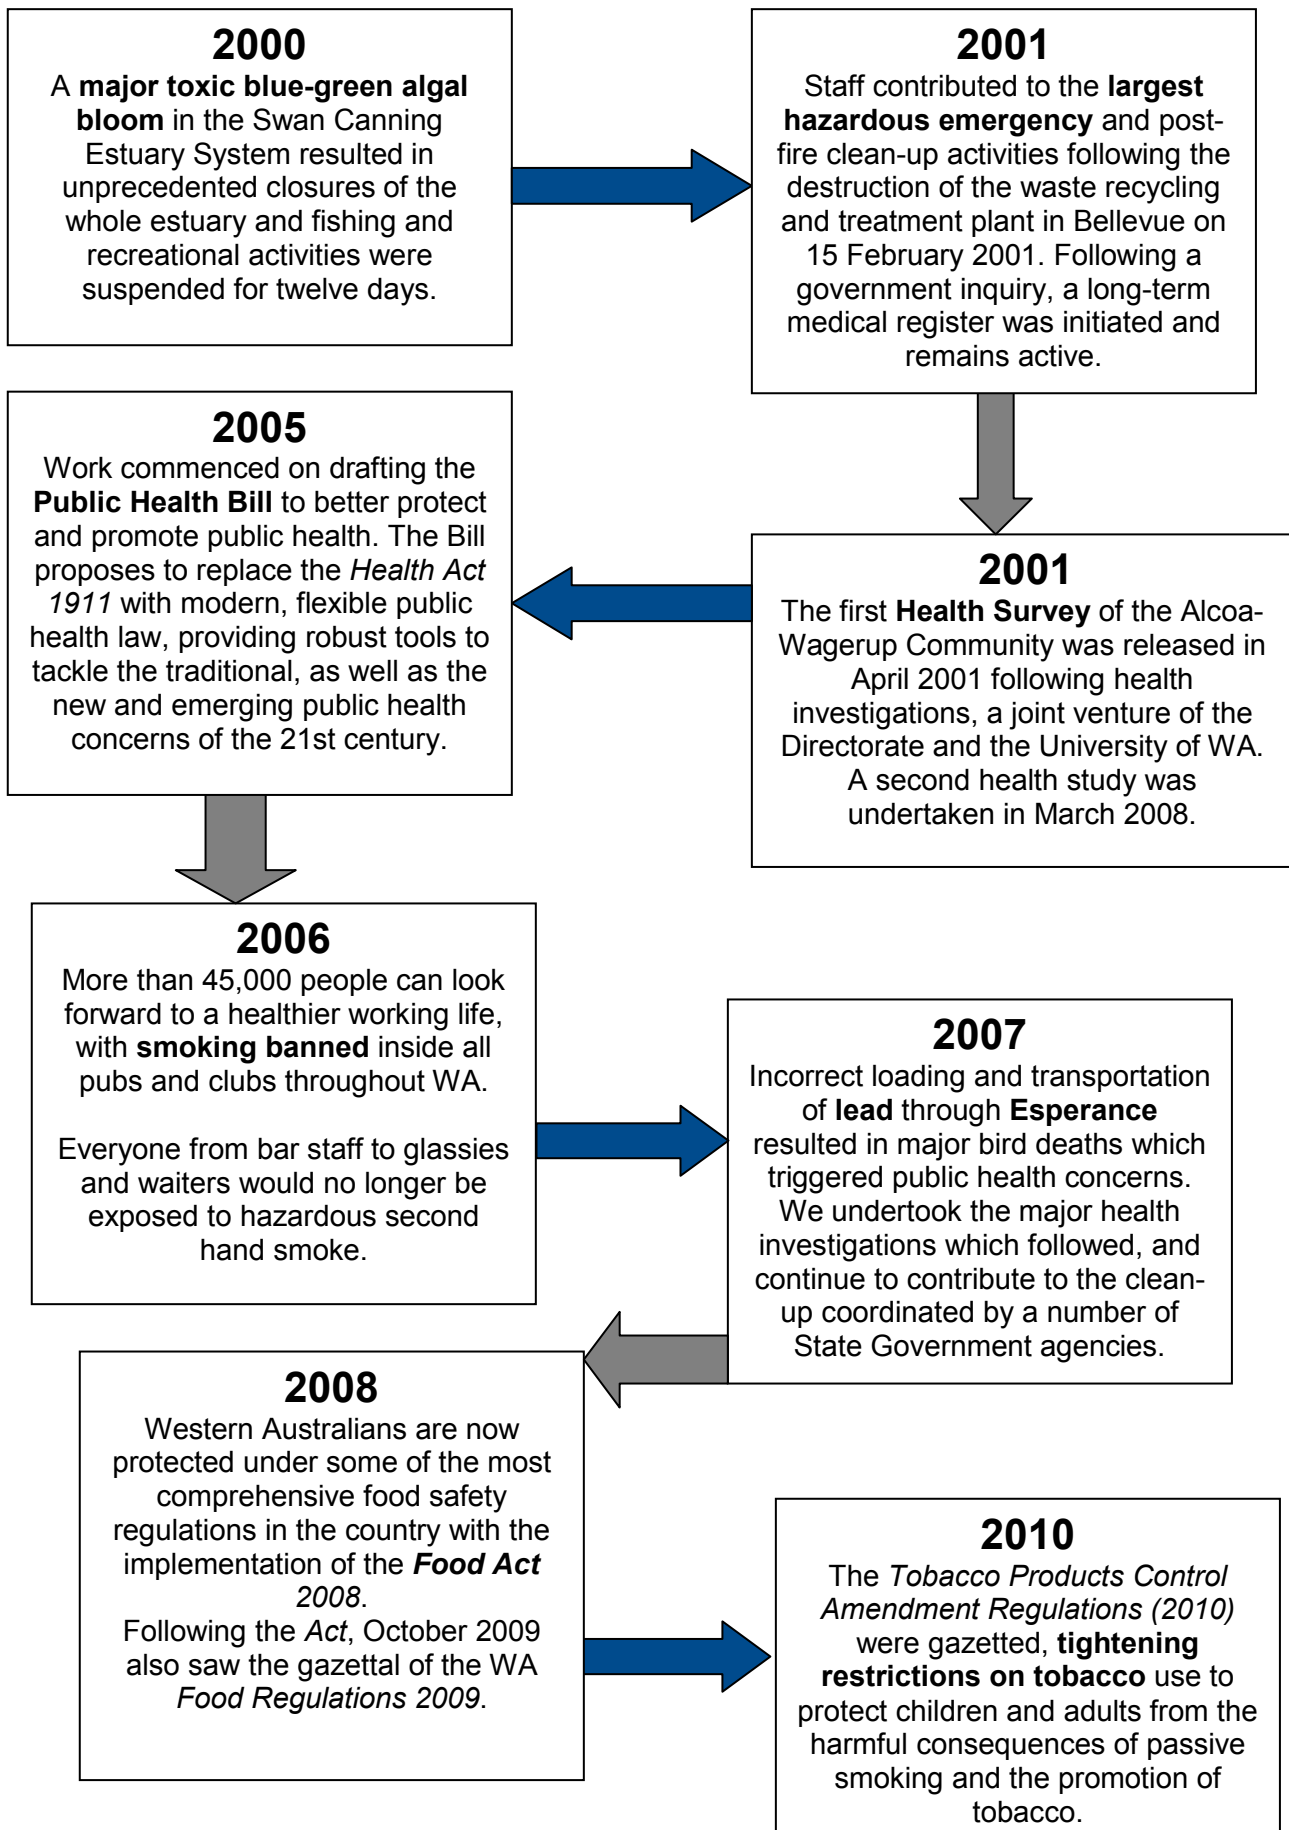 2000
A major toxic blue-green algal
bloom in the Swan Canning
Estuary System resulted in
unprecedented closures of the
whole estuary and fishing and
recreational activities were
suspended for twelve days.
2001
Staff contributed to the largest
hazardous emergency and post-
fire clean-up activities following the
destruction of the waste recycling
and treatment plant in Bellevue on
15 February 2001. Following a
government inquiry, a long-term
medical register was initiated and
remains active.
2001
The first Health Survey of the Alcoa-
Wagerup Community was released in
April 2001 following health
investigations, a joint venture of the
Directorate and the University of WA.
A second health study was
undertaken in March 2008.
2005
Work commenced on drafting the
Public Health Bill to better protect
and promote public health. The Bill
proposes to replace the Health Act
1911 with modern, flexible public
health law, providing robust tools to
tackle the traditional, as well as the
new and emerging public health
concerns of the 21st century.
2006
More than 45,000 people can look
forward to a healthier working life,
with smoking banned inside all
pubs and clubs throughout WA.
Everyone from bar staff to glassies
and waiters would no longer be
exposed to hazardous second
hand smoke.
2007
Incorrect loading and transportation
of lead through Esperance
resulted in major bird deaths which
triggered public health concerns.
We undertook the major health
investigations which followed, and
continue to contribute to the clean-
up coordinated by a number of
State Government agencies.
2008
Western Australians are now
protected under some of the most
comprehensive food safety
regulations in the country with the
implementation of the Food Act
2008.
Following the Act, October 2009
also saw the gazettal of the WA
Food Regulations 2009.
2010
The Tobacco Products Control
Amendment Regulations (2010)
were gazetted, tightening
restrictions on tobacco use to
protect children and adults from the
harmful consequences of passive
smoking and the promotion of
tobacco.